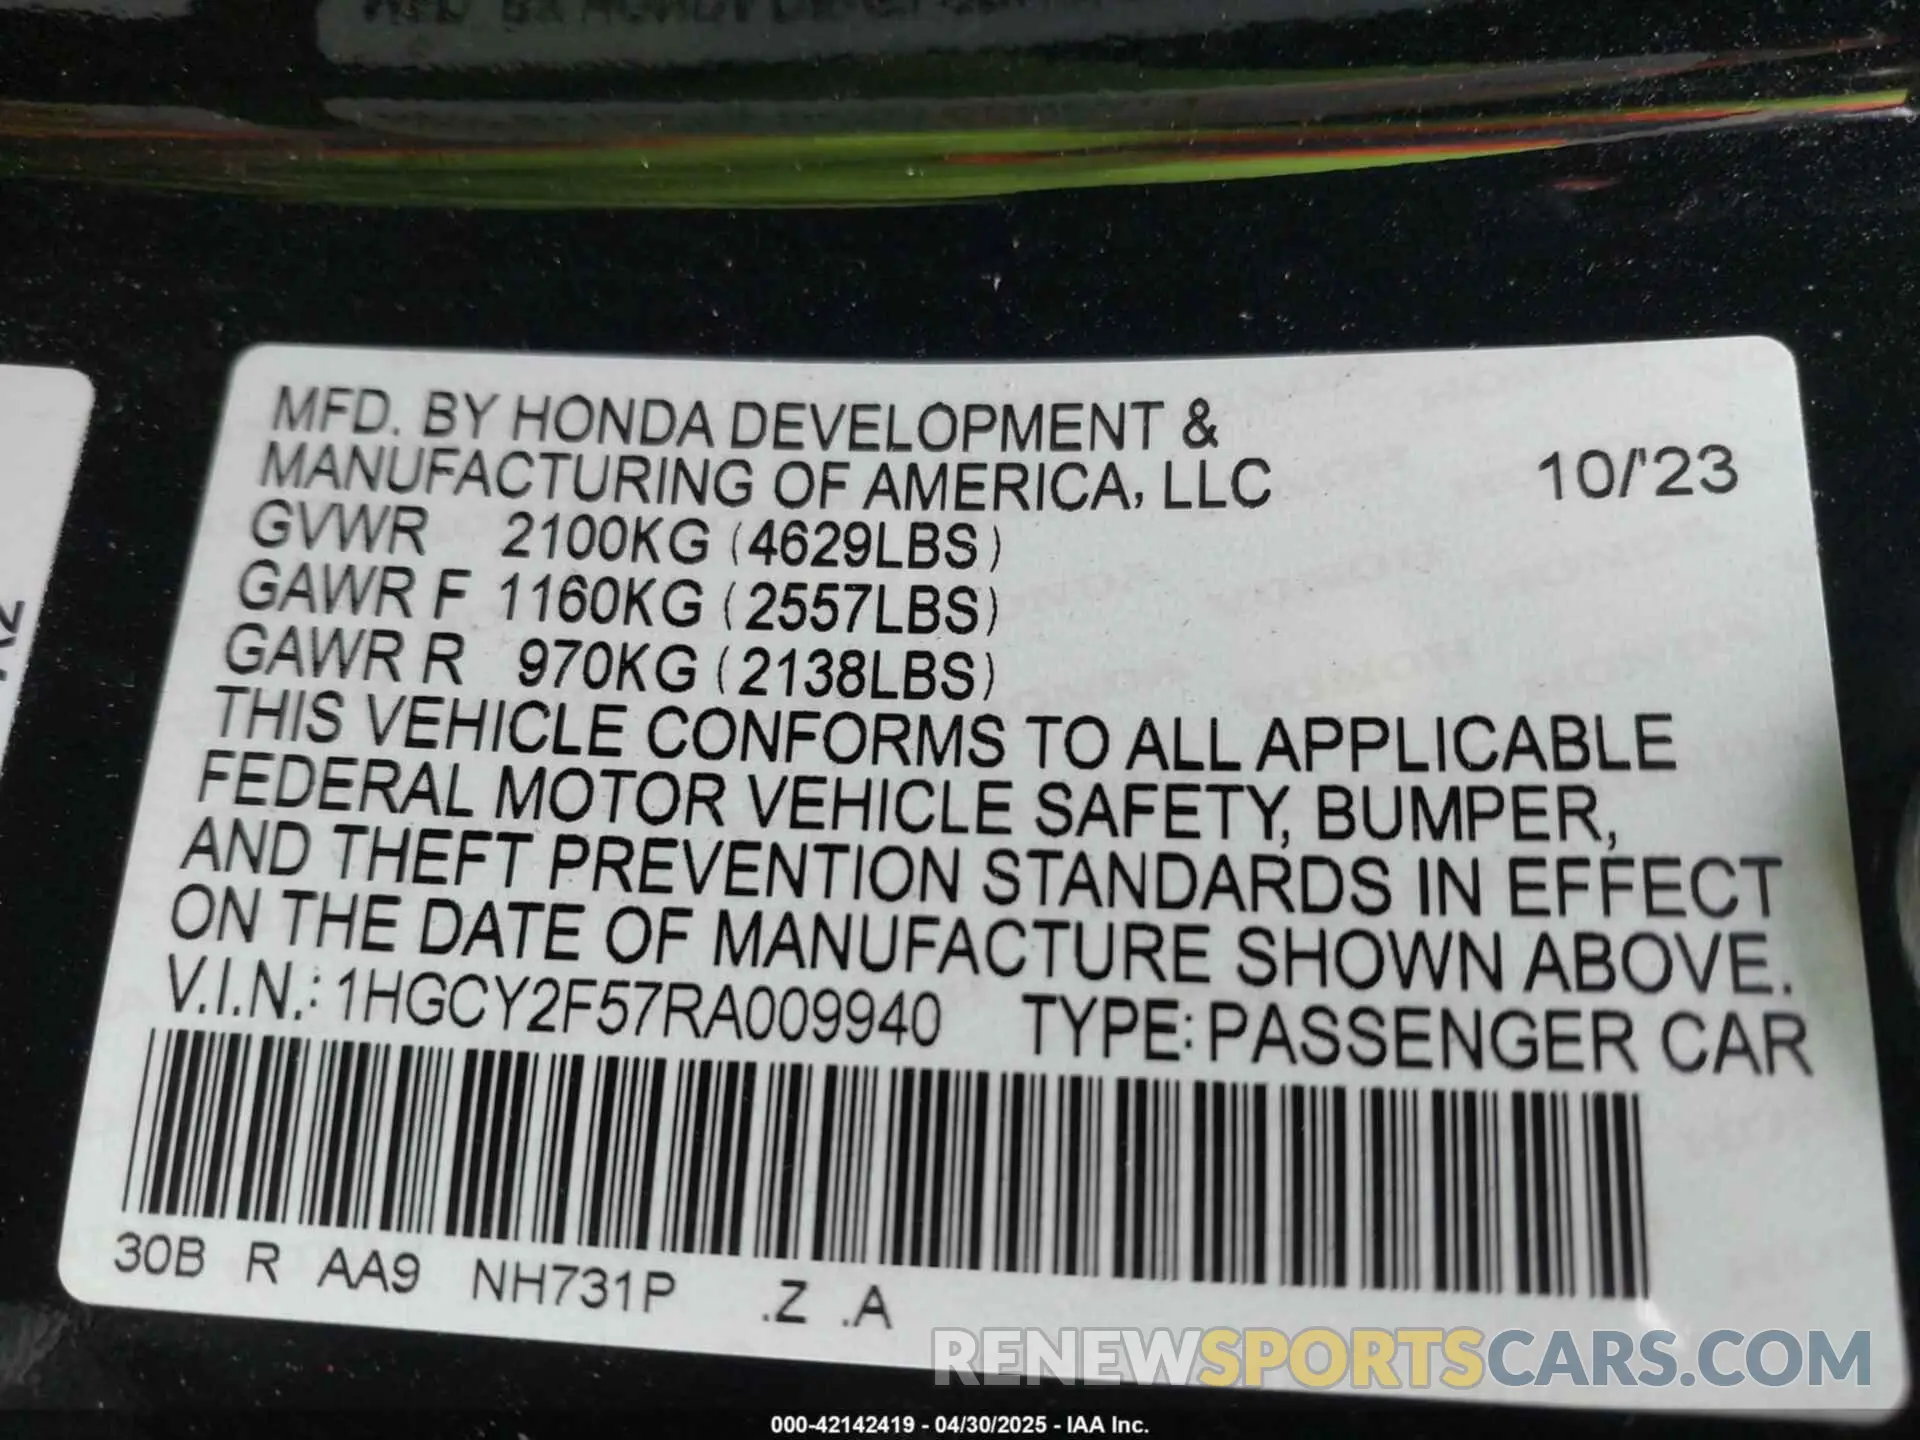 MFD. BY HONDA DEVELOPMENT &
MANUFACTURING OF AMERICA, LLC 10/'23
GVWR 2100KG (4629LBS)
GAWR F 1160KG (2557LBS)
GAWR R 970KG (2138LBS)
THIS VEHICLE CONFORMS TO ALL APPLICABLE
FEDERAL MOTOR VEHICLE SAFETY, BUMPER,
AND THEFT PREVENTION STANDARDS IN EFFECT
ON THE DATE OF MANUFACTURE SHOWN ABOVE.
V.I.N.: 1HGCY2F57RA009940 TYPE: PASSENGER CAR
30B R AA9 NH731P .Z .A
RENEWSPORTSCARS.COM
000-42142419 - 04/30/2025 - IAA Inc.